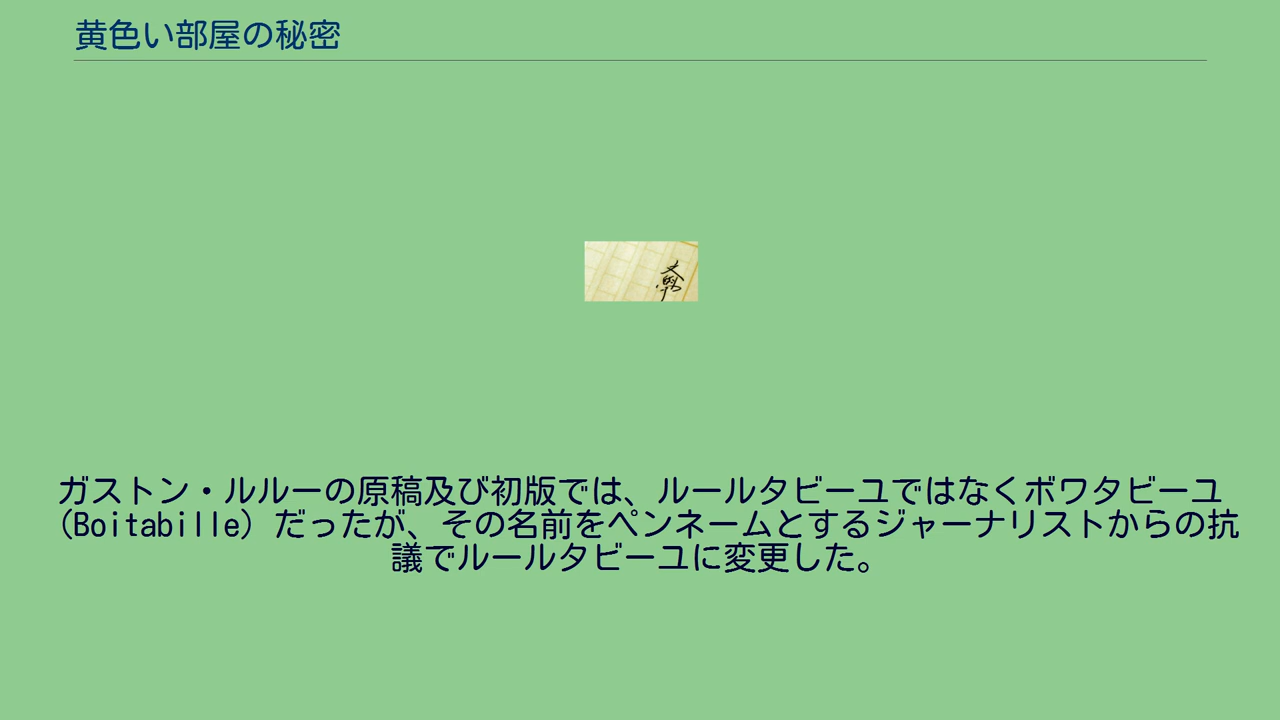 黄色い部屋の秘密
ガストン・ルルーの原稿及び初版では、ルールタビーユではなくボワタビーユ
(Boitabille) だったが、その名前をペンネームとするジャーナリストからの抗
議でルールタビーユに変更した。